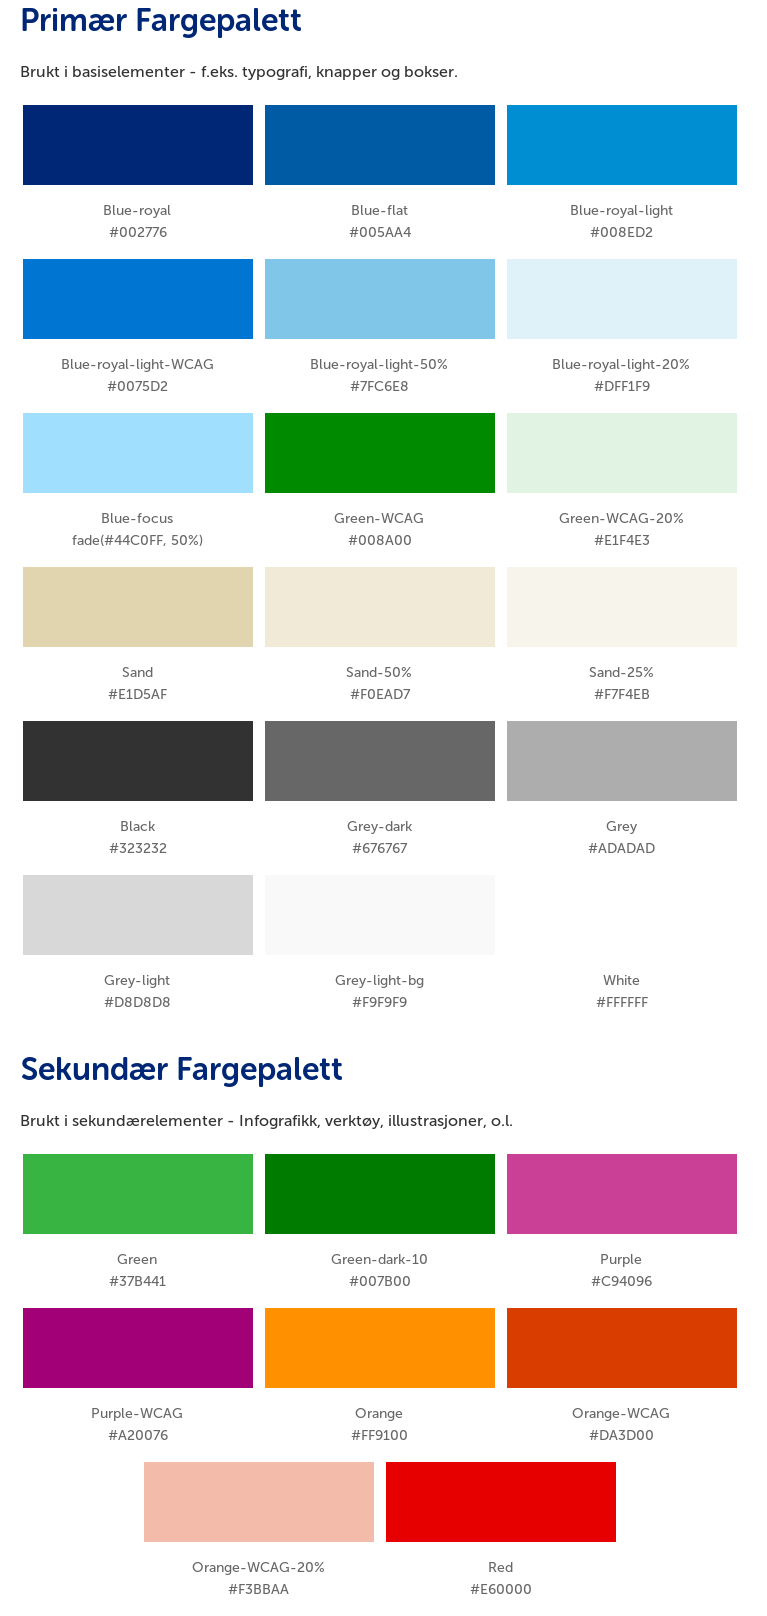 Primær Fargepalett
Brukt i basiselementer - f.eks. typografi, knapper og bokser.
Blue-royal
#002776
Blue-flat
#005AA4
Blue-royal-light
#008ED2
Blue-royal-light-WCAG
#0075D2
Blue-royal-light-50%
#7FC6E8
Blue-royal-light-20%
#DFF1F9
Blue-focus
fade(#44C0FF, 50%)
Green-WCAG
#008A00
Green-WCAG-20%
#E1F4E3
Sand
#E1D5AF
Sand-50%
#F0EAD7
Sand-25%
#F7F4EB
Black
#323232
Grey-dark
#676767
Grey
#ADADAD
Grey-light
#D8D8D8
Grey-light-bg
#F9F9F9
White
#FFFFFF
Sekundær Fargepalett
Brukt i sekundærelementer - Infografikk, verktøy, illustrasjoner, o.l.
Green
#37B441
Green-dark-10
#007B00
Purple
#C94096
Purple-WCAG
#A20076
Orange
#FF9100
Orange-WCAG
#DA3D00
Orange-WCAG-20%
#F3BBAA
Red
#E60000